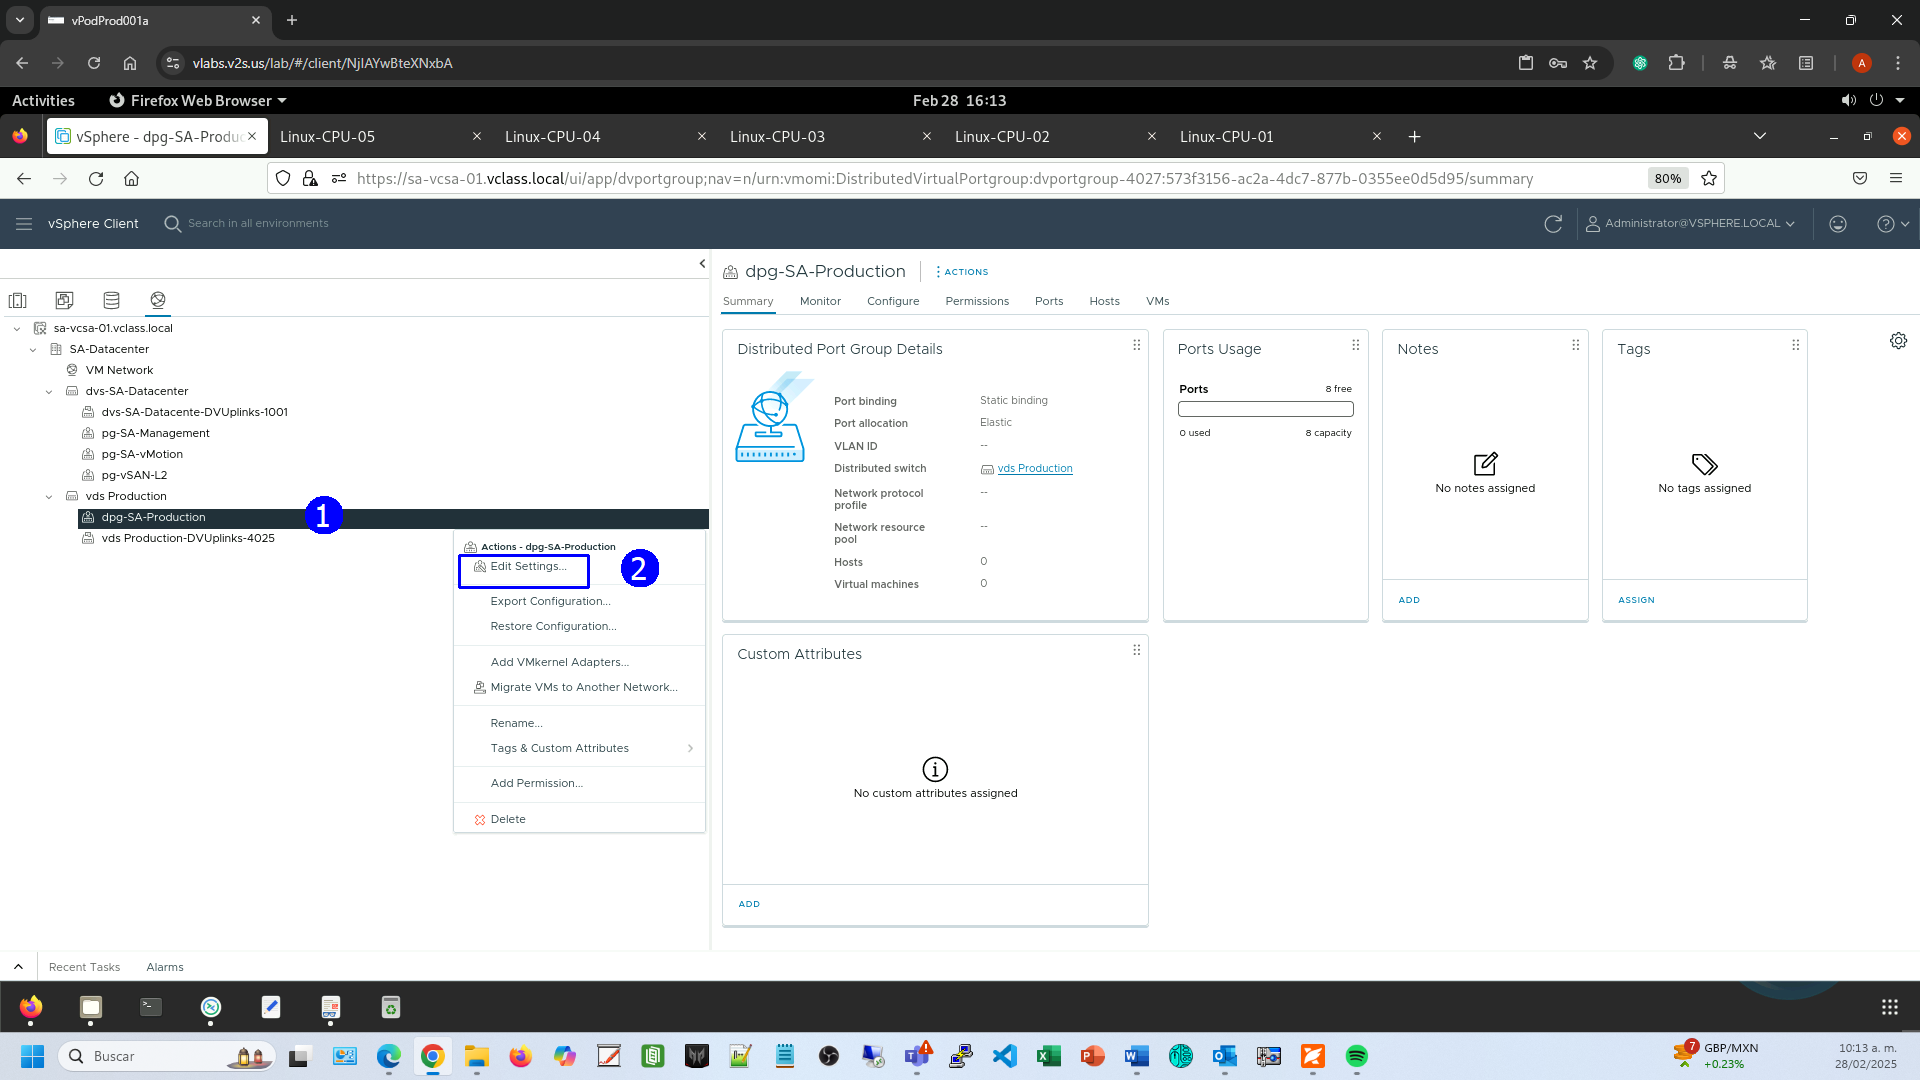 vPodProd001a
vlabs.v2s.us/lab/#/client/NjIAYwBteXNxbA
A
Activities
Firefox Web Browser
Feb 28 16:13
vSphere - dpg-SA-Produc
Linux-CPU-05
Linux-CPU-04
Linux-CPU-03
Linux-CPU-02
Linux-CPU-01
https://sa-vcsa-01.vclass.local/ui/app/dvportgroup;nav=n/urn:vmomi:DistributedVirtualPortgroup:dvportgroup-4027:573f3156-ac2a-4dc7-877b-0355ee0d5d95/summary
80%
vSphere Client
Search in all environments
Administrator@VSPHERE.LOCAL
sa-vcsa-01.vclass.local
SA-Datacenter
VM Network
dvs-SA-Datacenter
dvs-SA-Datacente-DVUplinks-1001
pg-SA-Management
pg-SA-vMotion
pg-vSAN-L2
vds Production
dpg-SA-Production
1
vds Production-DVUplinks-4025
Actions - dpg-SA-Production
Edit Settings...
2
Export Configuration...
Restore Configuration...
Add VMkernel Adapters...
Migrate VMs to Another Network...
Rename...
Tags & Custom Attributes
Add Permission...
Delete
dpg-SA-Production
ACTIONS
Summary
Monitor
Configure
Permissions
Ports
Hosts
VMs
Distributed Port Group Details
Port binding
Static binding
Port allocation
Elastic
VLAN ID
--
Distributed switch
vds Production
Network protocol
profile
--
Network resource
pool
--
Hosts
0
Virtual machines
0
Ports Usage
Ports
8 free
0 used
8 capacity
Notes
No notes assigned
ADD
Tags
No tags assigned
ASSIGN
Custom Attributes
No custom attributes assigned
ADD
Recent Tasks
Alarms
Buscar
7
GBP/MXN
+0.23%
10:13 a. m.
28/02/2025